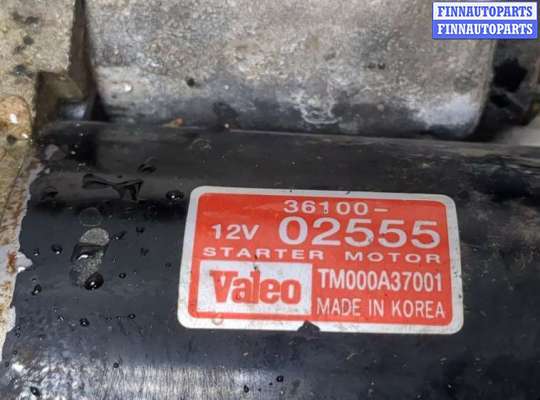 FINNAUTOPARTS
FINNAUTOPARTS
36100-
12V 02555
STARTER MOTOR
Valeo TM000A37001
MADE IN KOREA